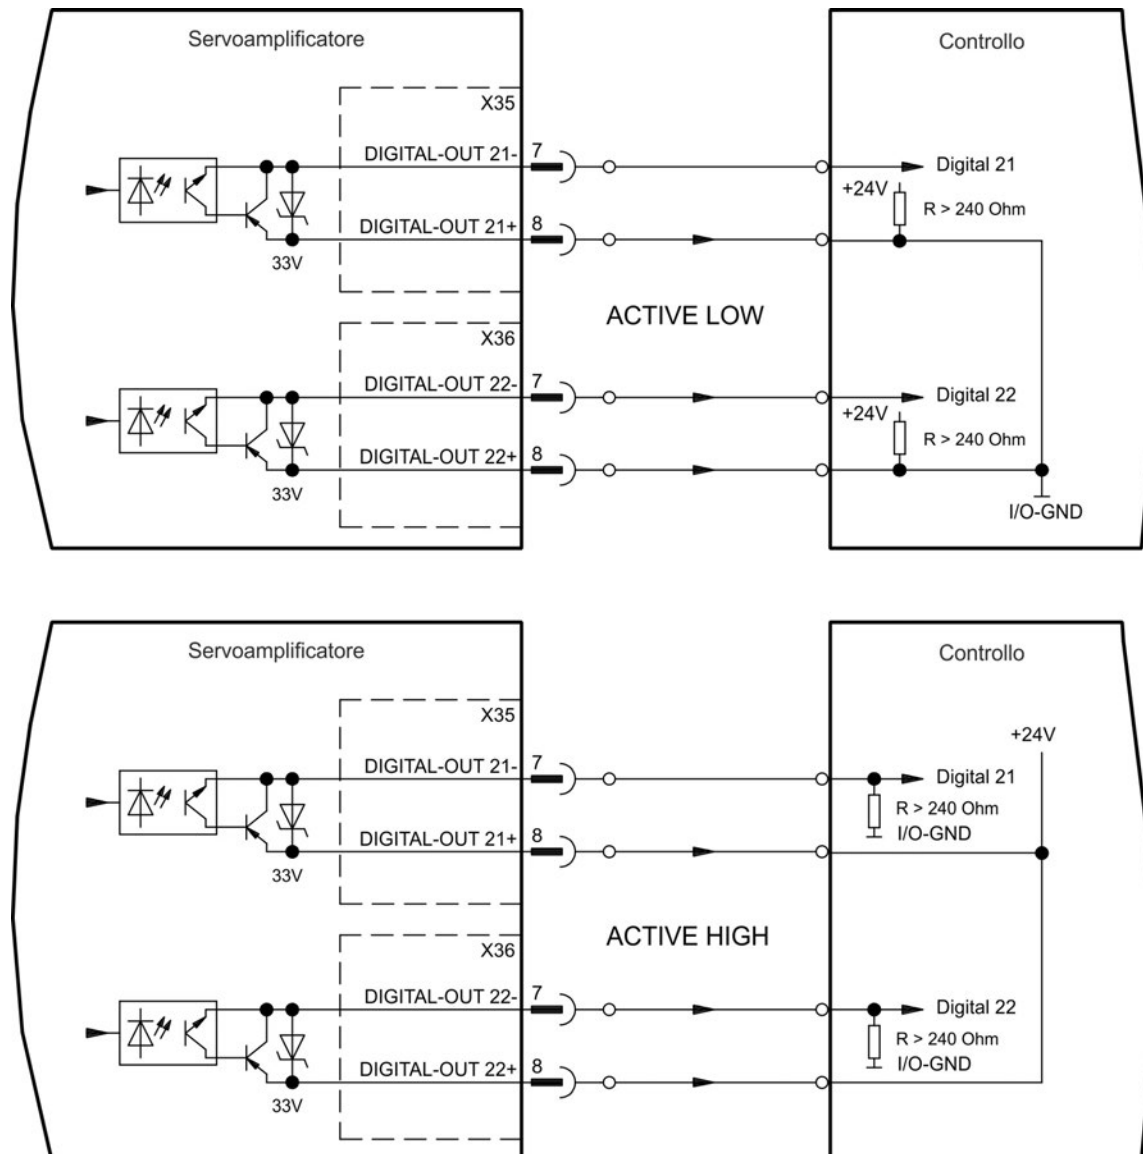 Servoamplificatore
Controllo
X35
DIGITAL-OUT 21-
7
Digital 21
+24V
R > 240 Ohm
DIGITAL-OUT 21+
8
33V
ACTIVE LOW
X36
DIGITAL-OUT 22-
7
Digital 22
+24V
R > 240 Ohm
DIGITAL-OUT 22+
8
33V
I/O-GND
Servoamplificatore
Controllo
X35
+24V
DIGITAL-OUT 21-
7
Digital 21
R > 240 Ohm
I/O-GND
DIGITAL-OUT 21+
8
33V
ACTIVE HIGH
X36
DIGITAL-OUT 22-
7
Digital 22
R > 240 Ohm
I/O-GND
DIGITAL-OUT 22+
8
33V